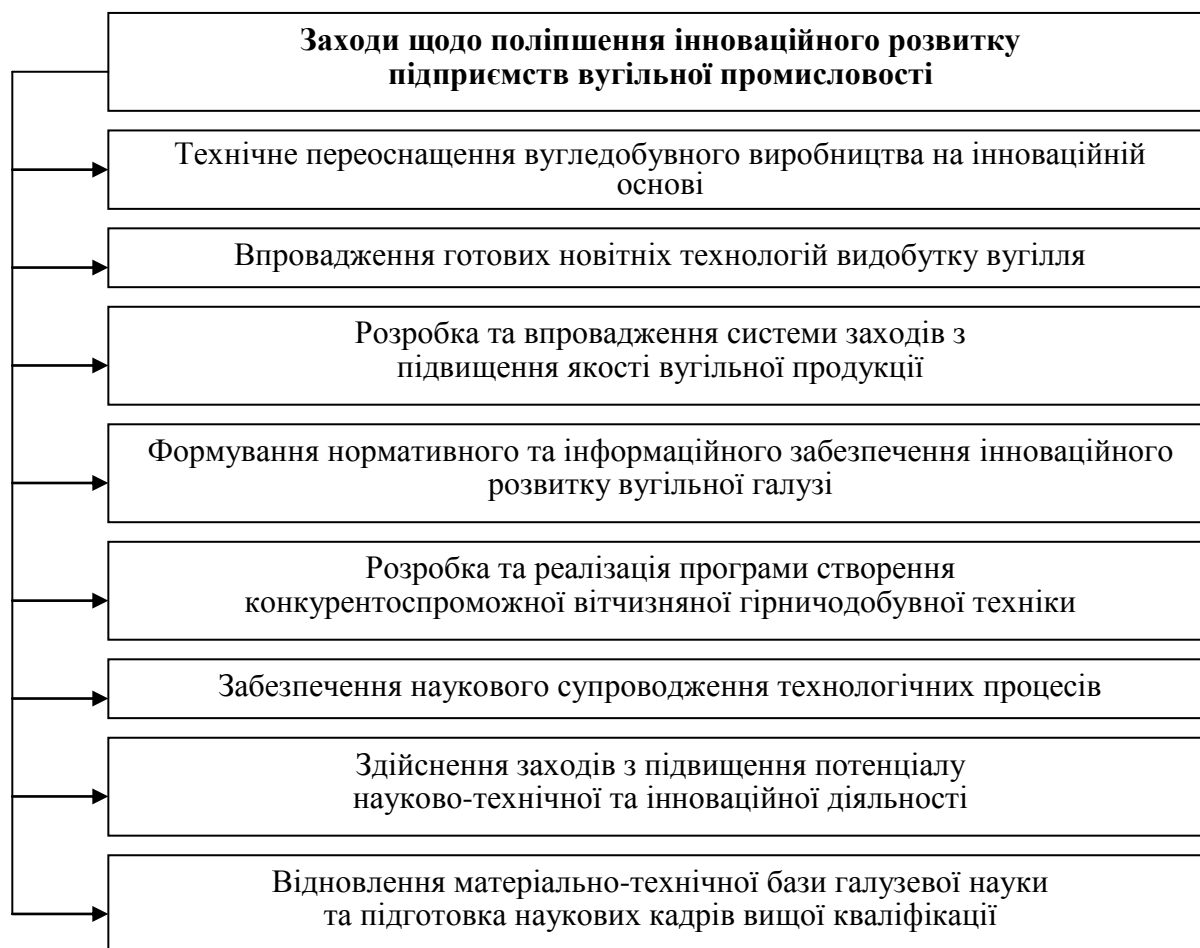 Заходи щодо поліпшення інноваційного розвитку
підприємств вугільної промисловості
Технічне переоснащення вугледобувного виробництва на інноваційній
основі
Впровадження готових новітніх технологій видобутку вугілля
Розробка та впровадження системи заходів з
підвищення якості вугільної продукції
Формування нормативного та інформаційного забезпечення інноваційного
розвитку вугільної галузі
Розробка та реалізація програми створення
конкурентоспроможної вітчизняної гірничодобувної техніки
Забезпечення наукового супроводження технологічних процесів
Здійснення заходів з підвищення потенціалу
науково-технічної та інноваційної діяльності
Відновлення матеріально-технічної бази галузевої науки
та підготовка наукових кадрів вищої кваліфікації